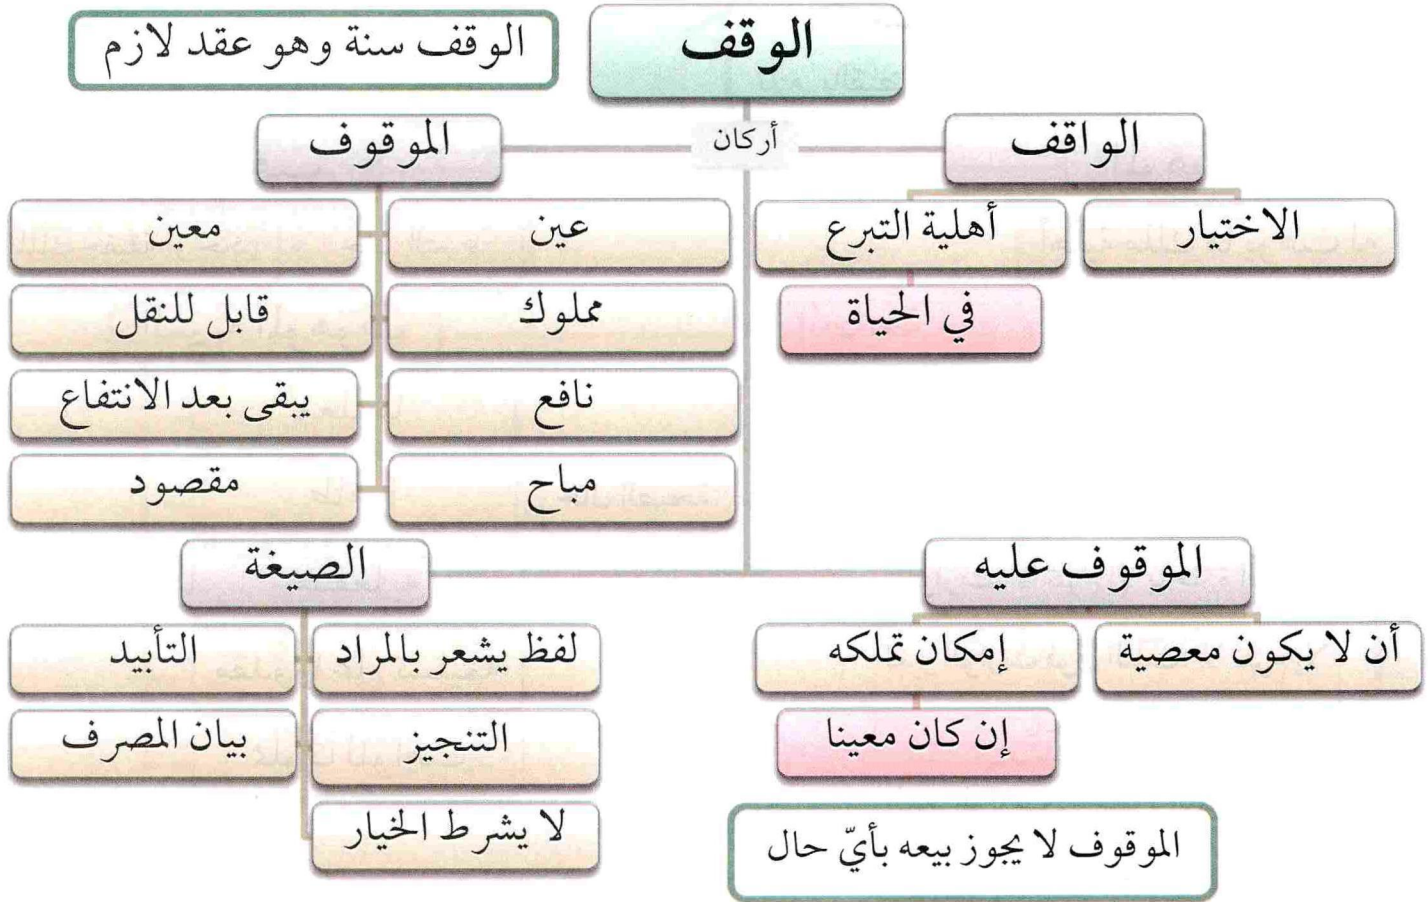 الوقف
الوقف سنة وهو عقد لازم
أركان
الواقف
الاختيار
أهلية التبرع
في الحياة
الموقوف
عين
معين
مملوك
قابل للنقل
نافع
يبقى بعد الانتفاع
مباح
مقصود
الموقوف عليه
أن لا يكون معصية
إمكان تملكه
إن كان معينا
الصيغة
لفظ يشعر بالمراد
التأبيد
التنجيز
بيان المصرف
لا يشرط الخيار
الموقوف لا يجوز بيعه بأيّ حال